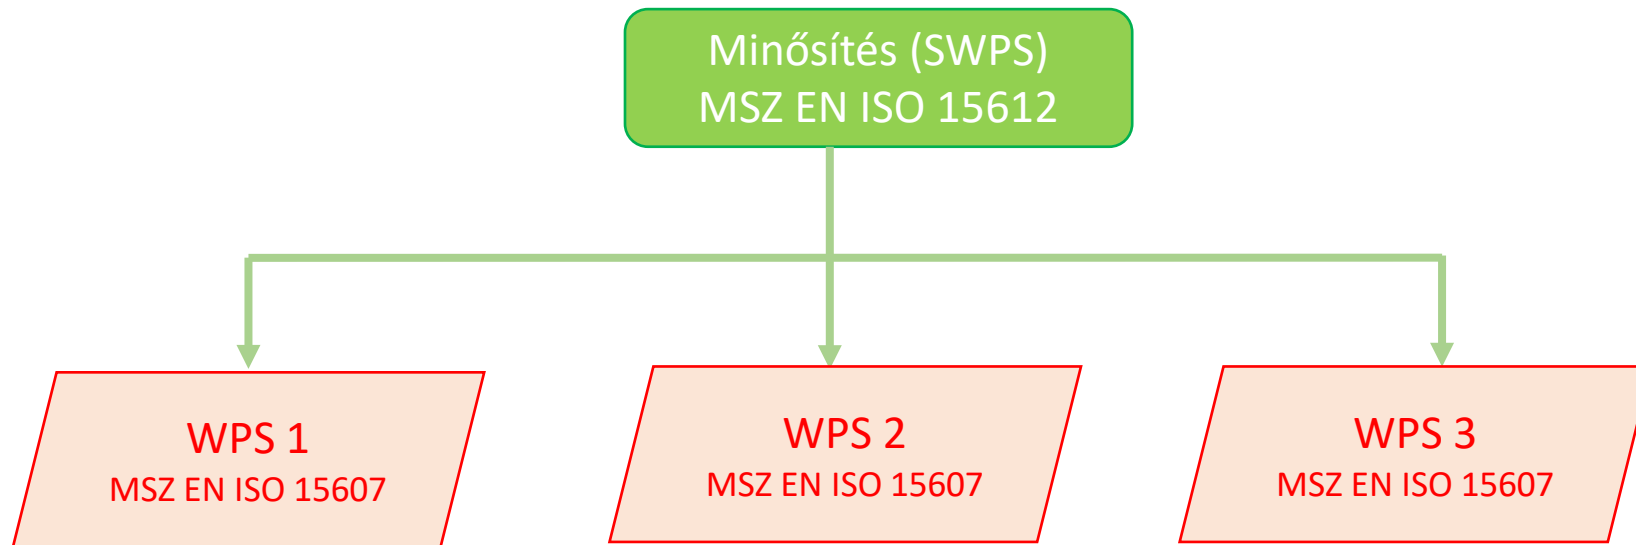 Minősítés (SWPS)
MSZ EN ISO 15612
WPS 1
MSZ EN ISO 15607
WPS 2
MSZ EN ISO 15607
WPS 3
MSZ EN ISO 15607